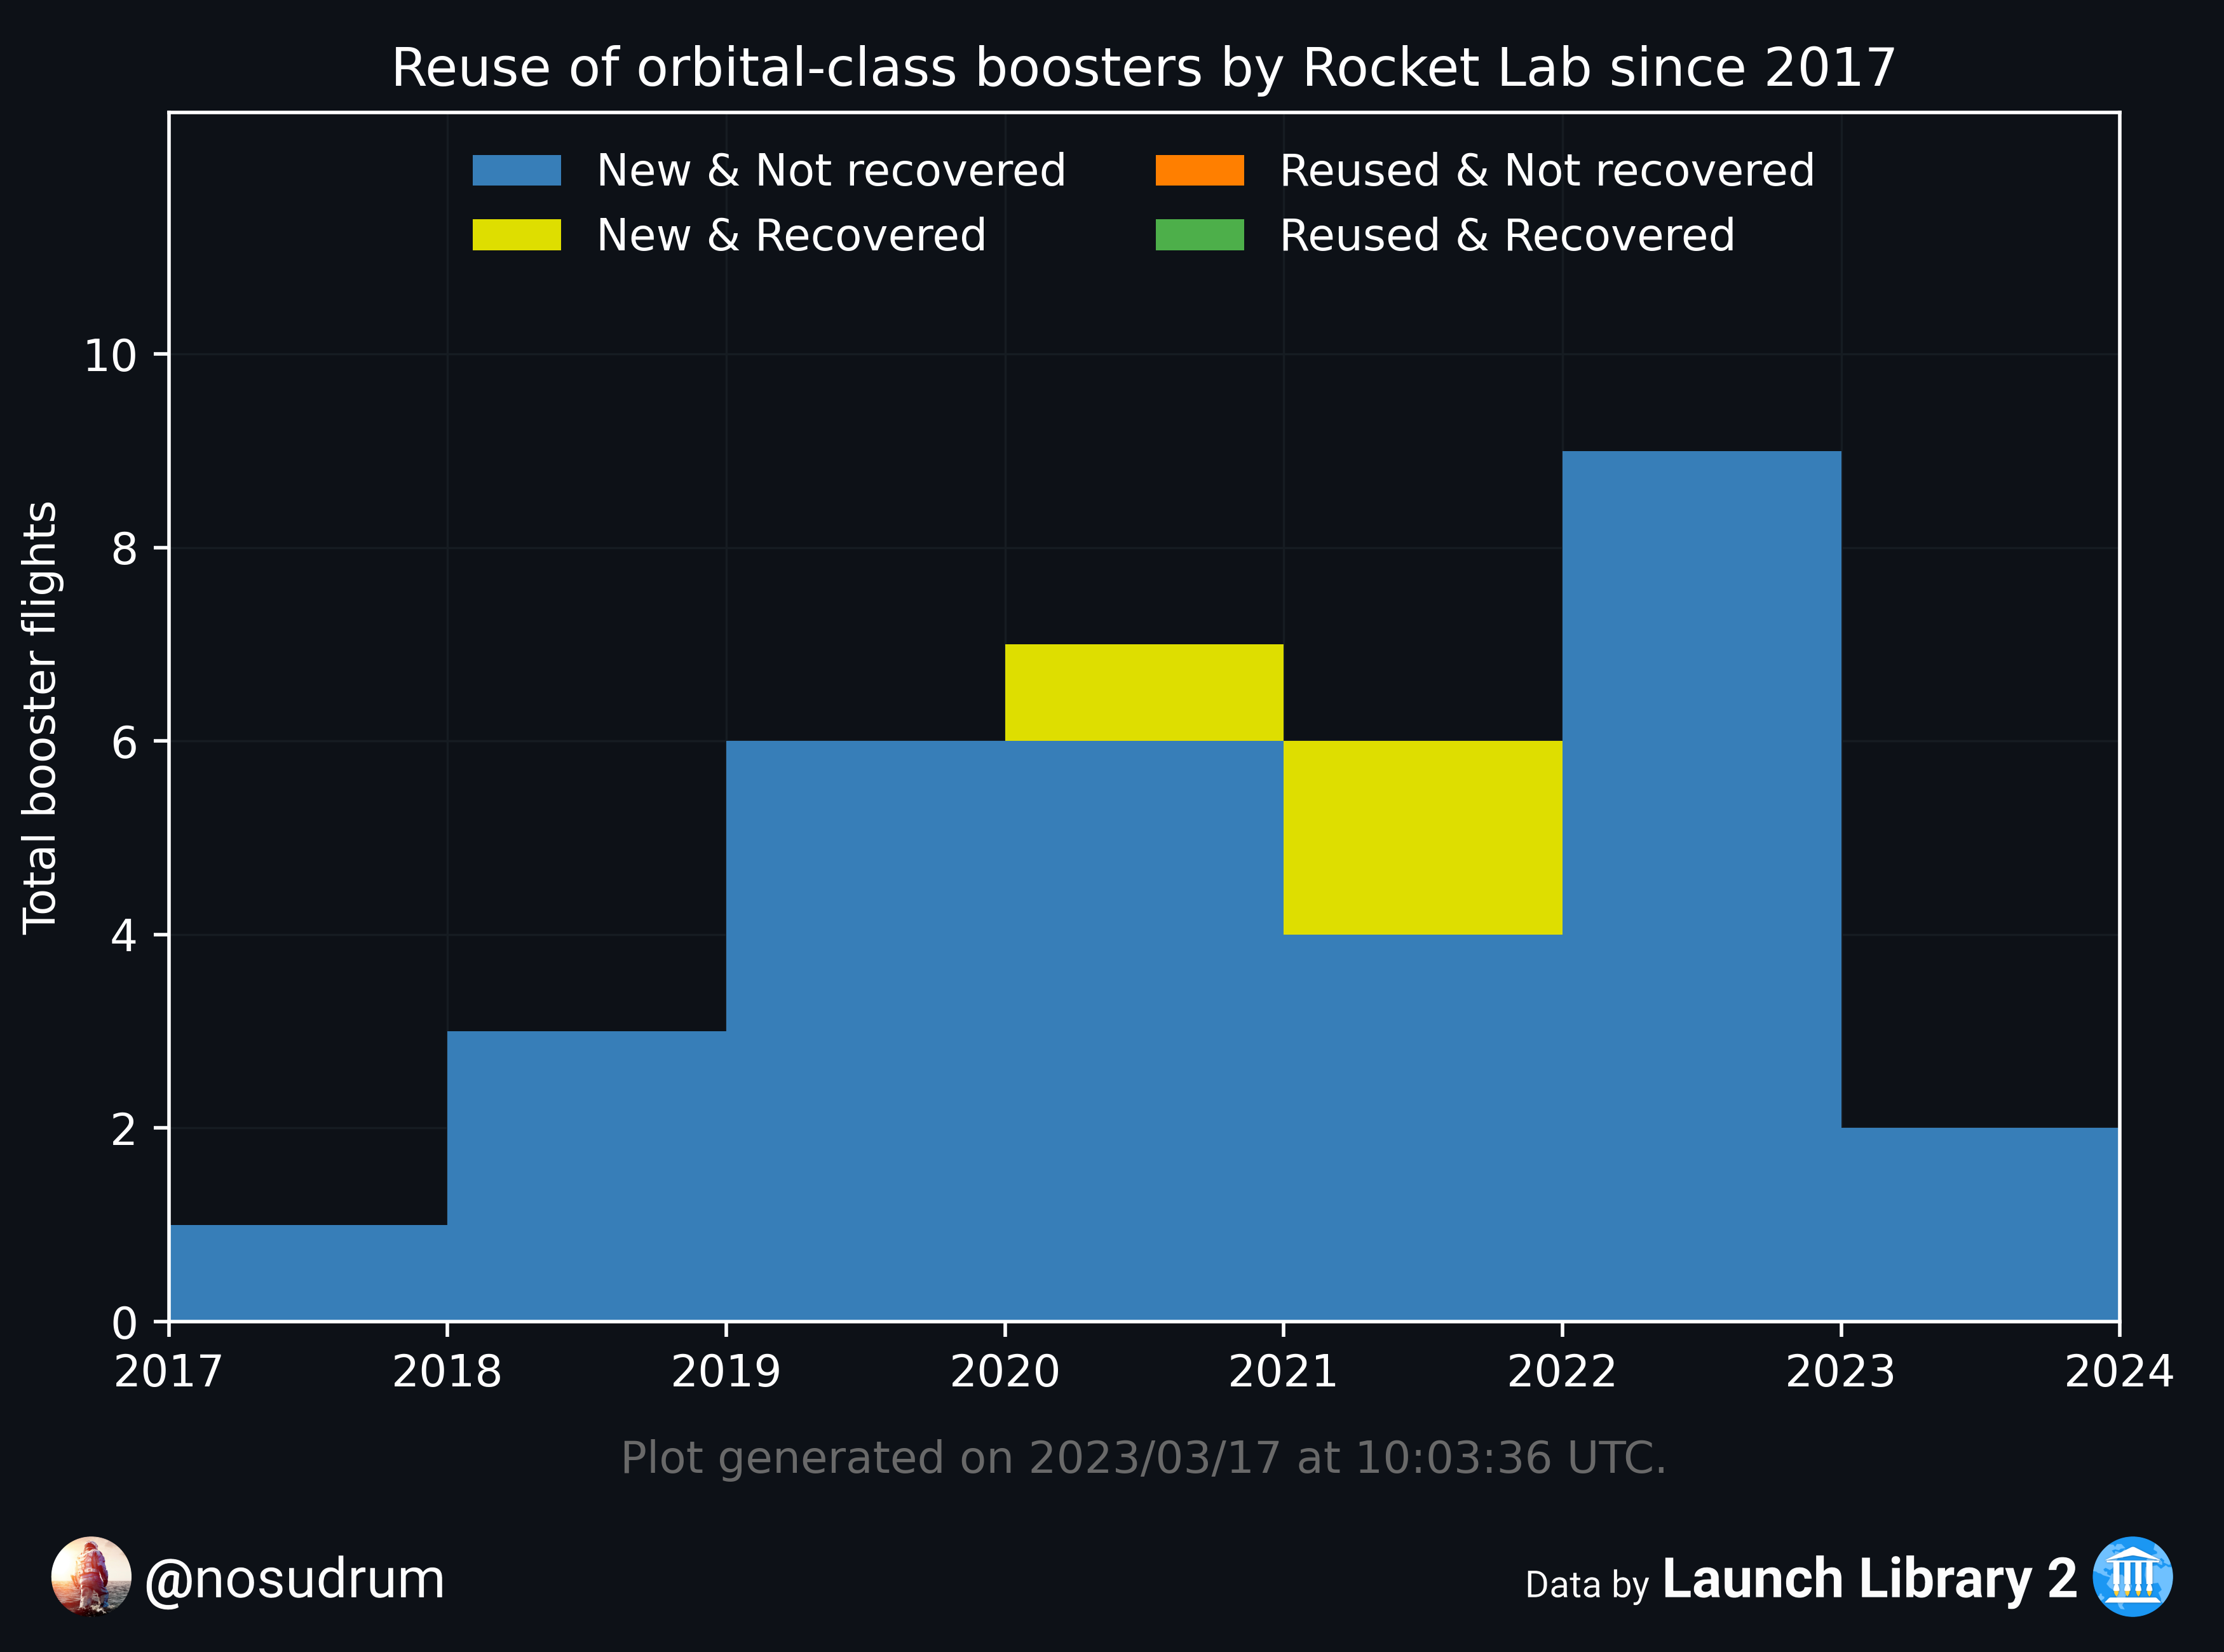 Reuse of orbital-class boosters by Rocket Lab since 2017
New & Not recovered
New & Recovered
Reused & Not recovered
Reused & Recovered
Total booster flights
10
8
6
4
2
0
2017 2018 2019 2020 2021 2022 2023 2024
Plot generated on 2023/03/17 at 10:03:36 UTC.
@nosudrum
Data by Launch Library 2